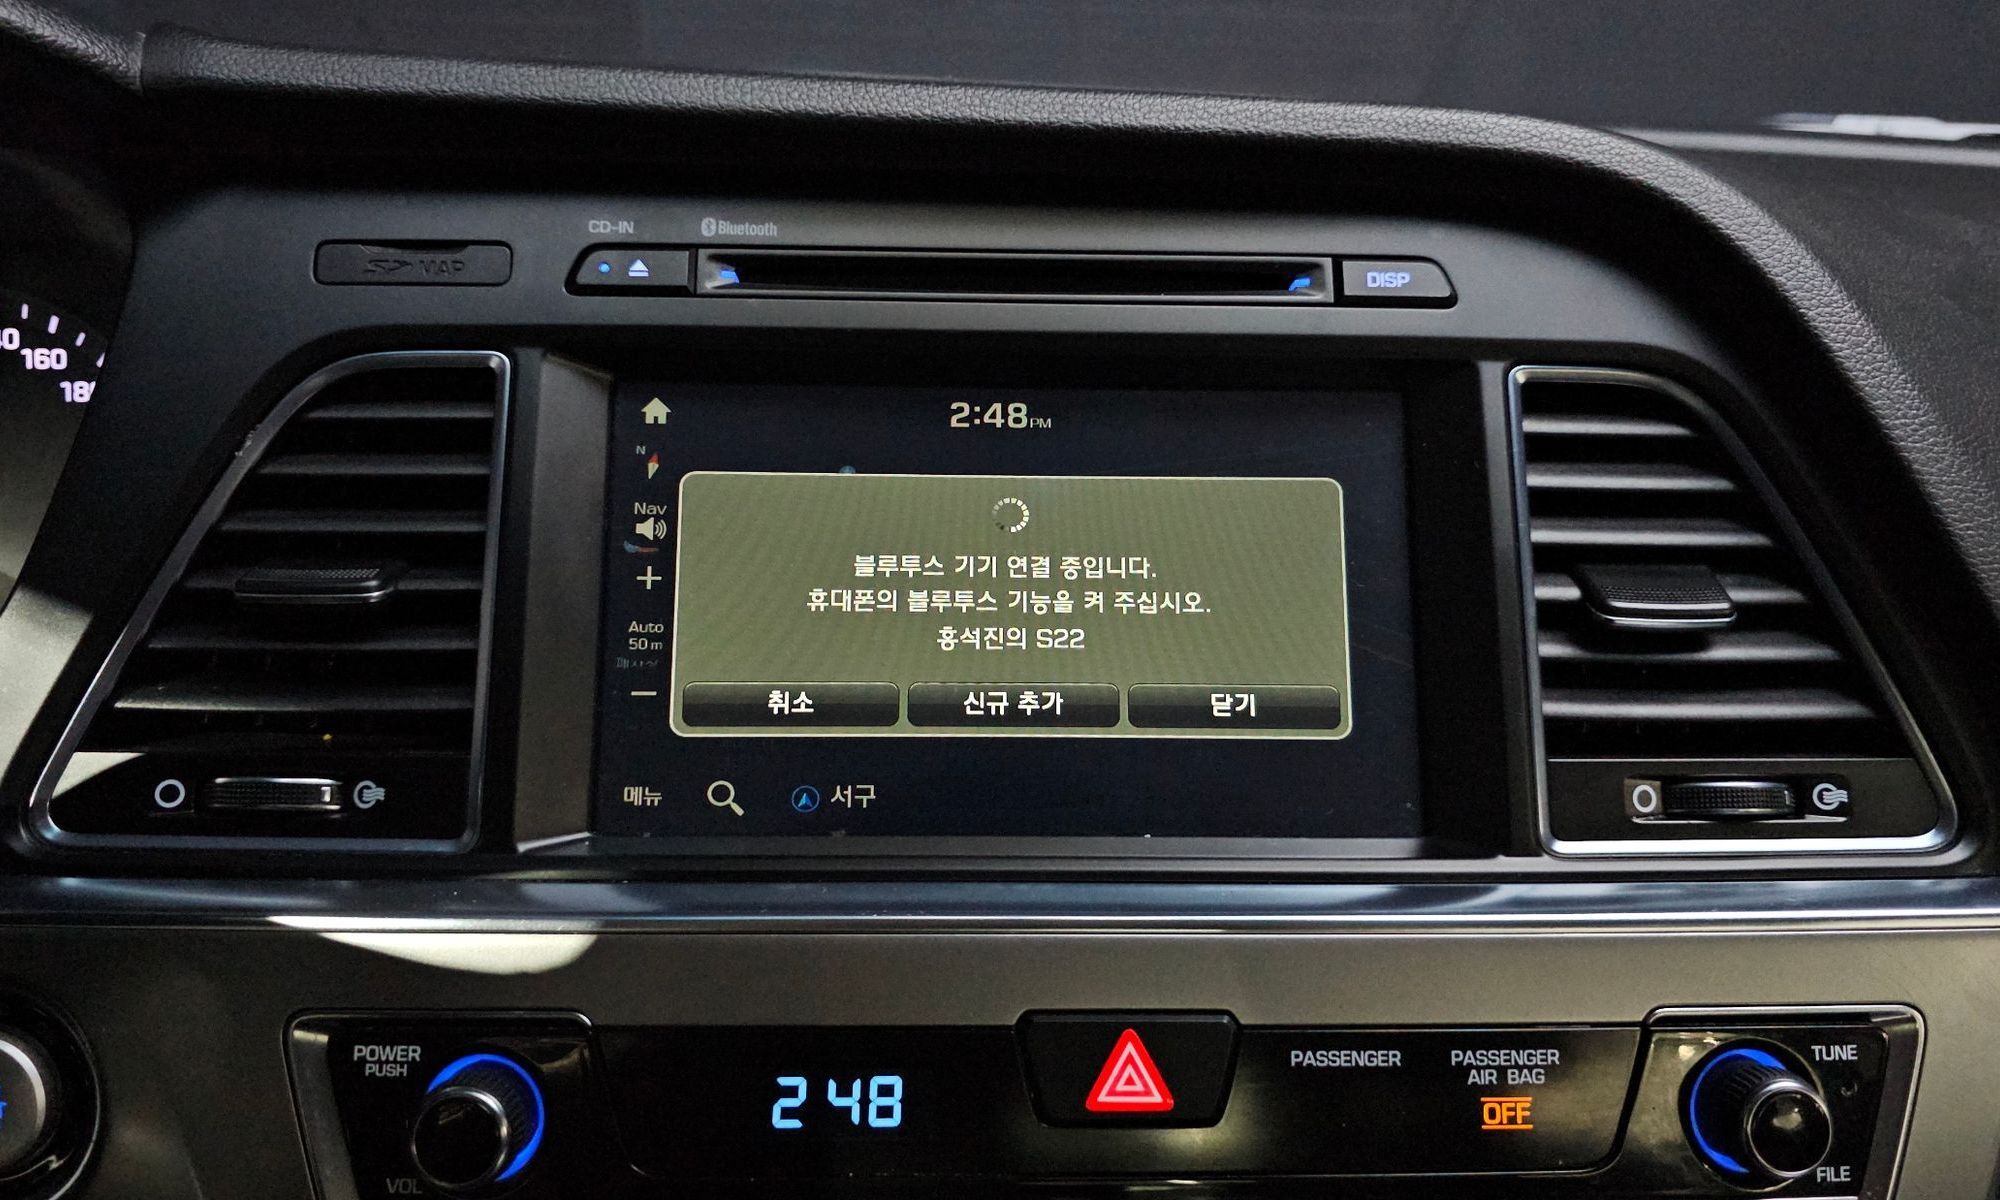 CD-IN
Bluetooth
MAP
DISP
160
2:48 PM
N
Nav
블루투스 기기 연결 중입니다.
휴대폰의 블루투스 기능을 켜 주십시오.
홍석진의 S22
Auto
50 m
취소
신규 추가
닫기
메뉴
서구
POWER
PUSH
VOL
2 48
PASSENGER
PASSENGER
AIR BAG
OFF
TUNE
FILE